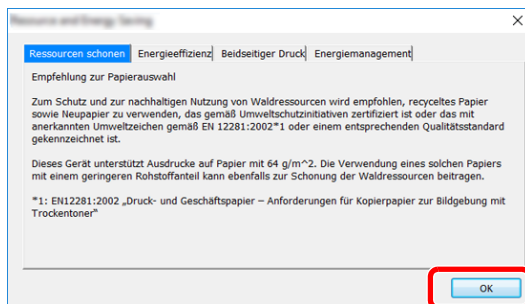 Ressourcen schonen Energieeffizienz Beidseitiger Druck Energiemanagement
Empfehlung zur Papierauswahl
Zum Schutz und zur nachhaltigen Nutzung von Waldressourcen wird empfohlen, recyceltes Papier
sowie Neupapier zu verwenden, das gemäß Umweltschutzinitiativen zertifiziert ist oder das mit
anerkannten Umweltzeichen gemäß EN 12281:2002*1 oder einem entsprechenden Qualitätsstandard
gekennzeichnet ist.
Dieses Gerät unterstützt Ausdrucke auf Papier mit 64 g/m^2. Die Verwendung eines solchen Papiers
mit einem geringeren Rohstoffanteil kann ebenfalls zur Schonung der Waldressourcen beitragen.
*1: EN12281:2002 „Druck- und Geschäftspapier – Anforderungen für Kopierpapier zur Bildgebung mit
Trockentoner“
OK